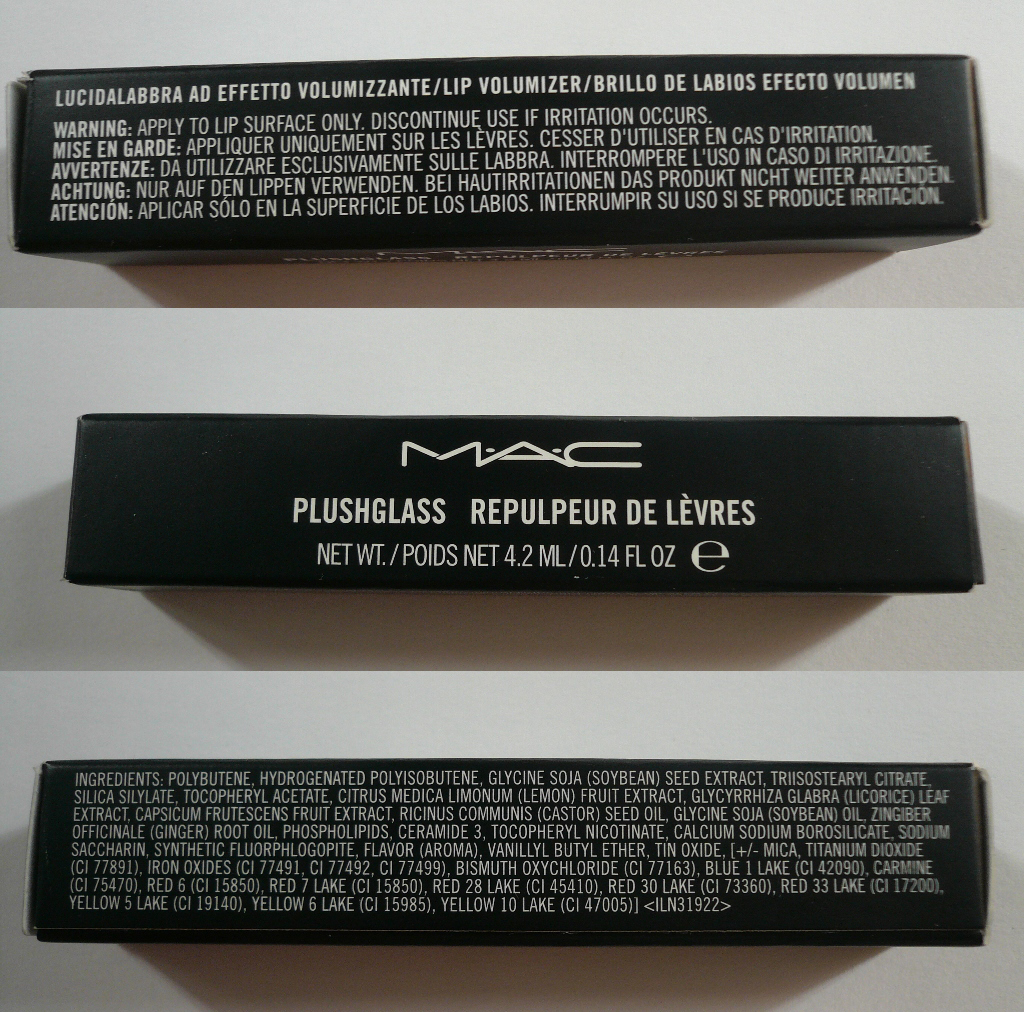 LUCIDALABBRA AD EFFETTO VOLUMIZZANTE/LIP VOLUMIZER/BRILLO DE LABIOS EFECTO VOLUMEN
WARNING: APPLY TO LIP SURFACE ONLY. DISCONTINUE USE IF IRRITATION OCCURS.
MISE EN GARDE: APPLIQUER UNIQUEMENT SUR LES LÈVRES. CESSER D'UTILISER EN CAS D'IRRITATION.
AVVERTENZE: DA UTILIZZARE ESCLUSIVAMENTE SULLE LABBRA. INTERROMPERE L'USO IN CASO DI IRRITAZIONE.
ACHTUNG: NUR AUF DEN LIPPEN VERWENDEN. BEI HAUTIRRITATIONEN DAS PRODUKT NICHT WEITER ANWENDEN.
ATENCIÓN: APLICAR SÓLO EN LA SUPERFICIE DE LOS LABIOS. INTERRUMPIR SU USO SI SE PRODUCE IRRITACIÓN.
PLUSHGLASS REPULPEUR DE LÈVRES
M·A·C
PLUSHGLASS REPULPEUR DE LÈVRES
NET WT./POIDS NET 4.2 ML/0.14 FL OZ e
INGREDIENTS: POLYBUTENE, HYDROGENATED POLYISOBUTENE, GLYCINE SOJA (SOYBEAN) SEED EXTRACT, TRIISOSTEARYL CITRATE,
SILICA SILYLATE, TOCOPHERYL ACETATE, CITRUS MEDICA LIMONUM (LEMON) FRUIT EXTRACT, GLYCYRRHIZA GLABRA (LICORICE) LEAF
EXTRACT, CAPSICUM FRUTESCENS FRUIT EXTRACT, RICINUS COMMUNIS (CASTOR) SEED OIL, GLYCINE SOJA (SOYBEAN) OIL, ZINGIBER
OFFICINALE (GINGER) ROOT OIL, PHOSPHOLIPIDS, CERAMIDE 3, TOCOPHERYL NICOTINATE, CALCIUM SODIUM BOROSILICATE, SODIUM
SACCHARIN, SYNTHETIC FLUORPHLOGOPITE, FLAVOR (AROMA), VANILLYL BUTYL ETHER, TIN OXIDE, [+/- MICA, TITANIUM DIOXIDE
(CI 77891), IRON OXIDES (CI 77491, CI 77492, CI 77499), BISMUTH OXYCHLORIDE (CI 77163), BLUE 1 LAKE (CI 42090), CARMINE
(CI 75470), RED 6 (CI 15850), RED 7 LAKE (CI 15850), RED 28 LAKE (CI 45410), RED 30 LAKE (CI 73360), RED 33 LAKE (CI 17200),
YELLOW 5 LAKE (CI 19140), YELLOW 6 LAKE (CI 15985), YELLOW 10 LAKE (CI 47005)] <ILN31922>